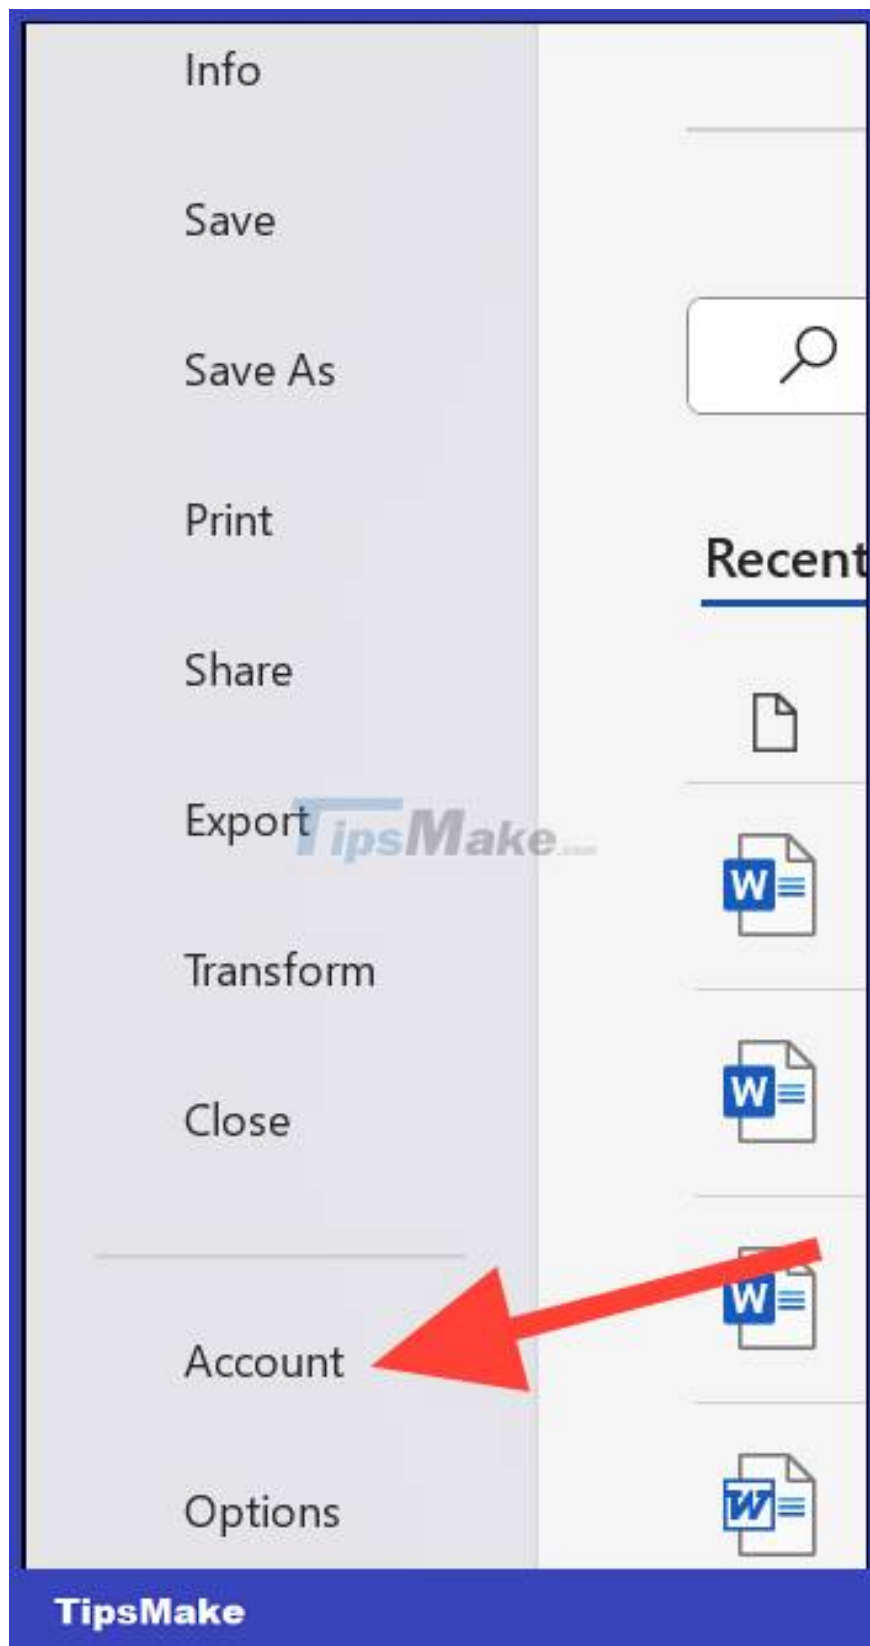 Info
Save
Save As
Print
Share
Export
Transform
Close
Account
Options
Recent
W
W
W
W
TipsMake
TipsMake